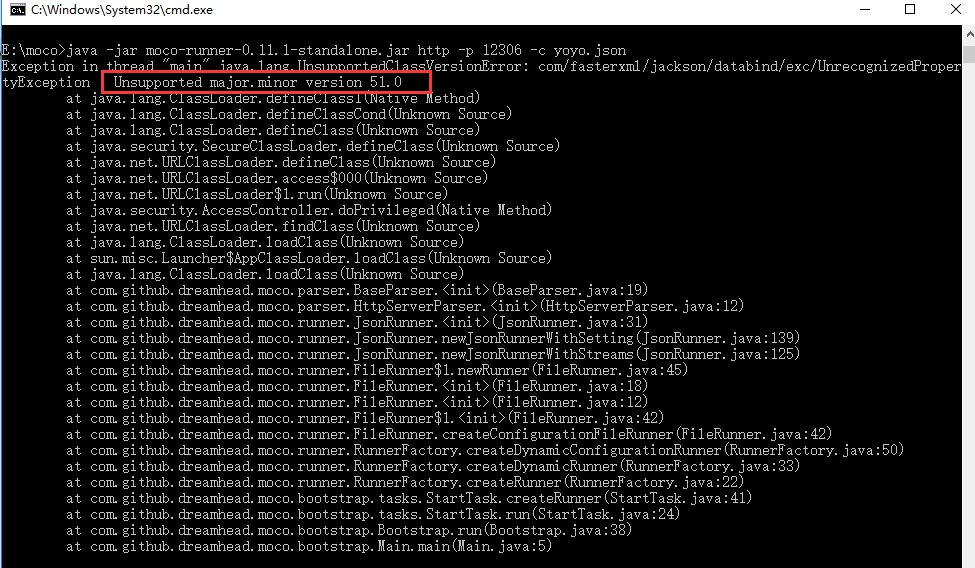 C:\Windows\System32\cmd.exe
E:\moco>java -jar moco-runner-0.11.1-standalone.jar http -p 12306 -c yoyo.json
Exception in thread "main" java.lang.UnsupportedClassVersionError: com/fasterxml/jackson/databind/exc/UnrecognizedProper
tyException Unsupported major.minor version 51.0
at java.lang.ClassLoader.defineClass1(Native Method)
at java.lang.ClassLoader.defineClassCond(Unknown Source)
at java.lang.ClassLoader.defineClass(Unknown Source)
at java.security.SecureClassLoader.defineClass(Unknown Source)
at java.net.URLClassLoader.defineClass(Unknown Source)
at java.net.URLClassLoader.access$000(Unknown Source)
at java.net.URLClassLoader$1.run(Unknown Source)
at java.security.AccessController.doPrivileged(Native Method)
at java.net.URLClassLoader.findClass(Unknown Source)
at java.lang.ClassLoader.loadClass(Unknown Source)
at sun.misc.Launcher$AppClassLoader.loadClass(Unknown Source)
at java.lang.ClassLoader.loadClass(Unknown Source)
at com.github.dreamhead.moco.parser.BaseParser.<init>(BaseParser.java:19)
at com.github.dreamhead.moco.parser.HttpServerParser.<init>(HttpServerParser.java:12)
at com.github.dreamhead.moco.runner.JsonRunner.<init>(JsonRunner.java:31)
at com.github.dreamhead.moco.runner.JsonRunner.newJsonRunnerWithSetting(JsonRunner.java:139)
at com.github.dreamhead.moco.runner.JsonRunner.newJsonRunnerWithStreams(JsonRunner.java:125)
at com.github.dreamhead.moco.runner.FileRunner$1.newRunner(FileRunner.java:45)
at com.github.dreamhead.moco.runner.FileRunner.<init>(FileRunner.java:18)
at com.github.dreamhead.moco.runner.FileRunner.<init>(FileRunner.java:12)
at com.github.dreamhead.moco.runner.FileRunner$1.<init>(FileRunner.java:42)
at com.github.dreamhead.moco.runner.FileRunner.createConfigurationFileRunner(FileRunner.java:42)
at com.github.dreamhead.moco.runner.RunnerFactory.createDynamicConfigurationRunner(RunnerFactory.java:50)
at com.github.dreamhead.moco.runner.RunnerFactory.createDynamicRunner(RunnerFactory.java:33)
at com.github.dreamhead.moco.runner.RunnerFactory.createRunner(RunnerFactory.java:22)
at com.github.dreamhead.moco.bootstrap.tasks.StartTask.createRunner(StartTask.java:41)
at com.github.dreamhead.moco.bootstrap.tasks.StartTask.run(StartTask.java:24)
at com.github.dreamhead.moco.bootstrap.Bootstrap.run(Bootstrap.java:38)
at com.github.dreamhead.moco.bootstrap.Main.main(Main.java:5)